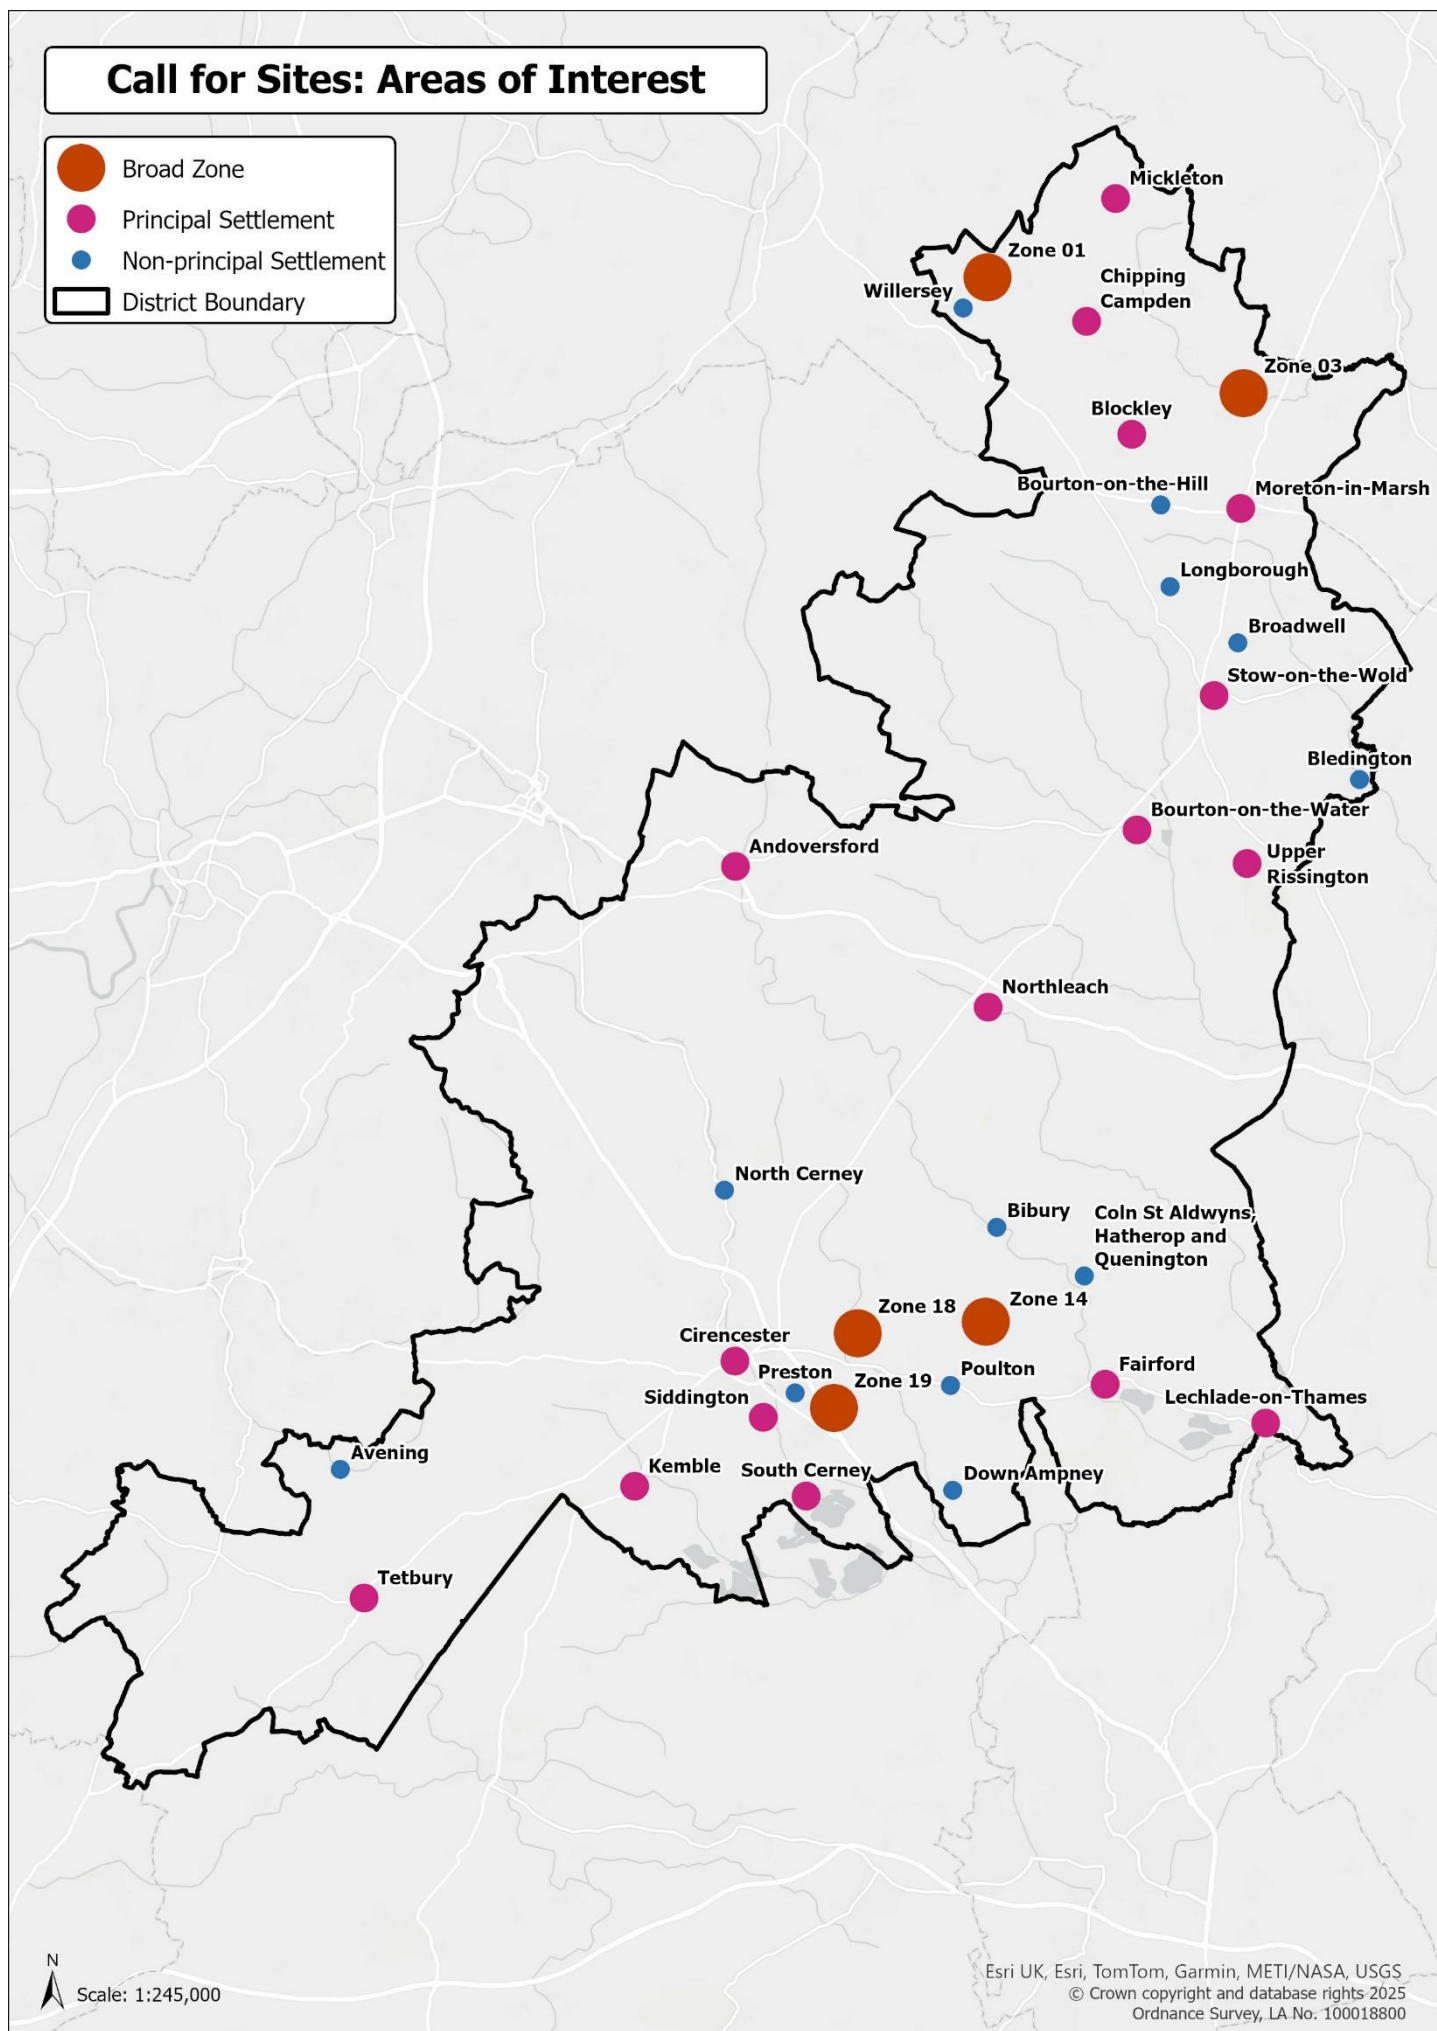 Call for Sites: Areas of Interest
Broad Zone
Principal Settlement
Non-principal Settlement
District Boundary
Mickleton
Zone 01
Chipping
Campden
Willersey
Zone 03
Blockley
Bourton-on-the-Hill
Moreton-in-Marsh
Longborough
Broadwell
Stow-on-the-Wold
Bledington
Bourton-on-the-Water
Andoversford
Upper
Rissington
Northleach
North Cerney
Bibury
Coln St Aldwyns,
Hatherop and
Quenington
Zone 18
Zone 14
Cirencester
Preston
Zone 19
Poulton
Fairford
Siddington
Lechlade-on-Thames
Avening
Kemble
South Cerney
Down Ampney
Tetbury
N
Scale: 1:245,000
Esri UK, Esri, TomTom, Garmin, METI/NASA, USGS
© Crown copyright and database rights 2025
Ordnance Survey, LA No. 100018800